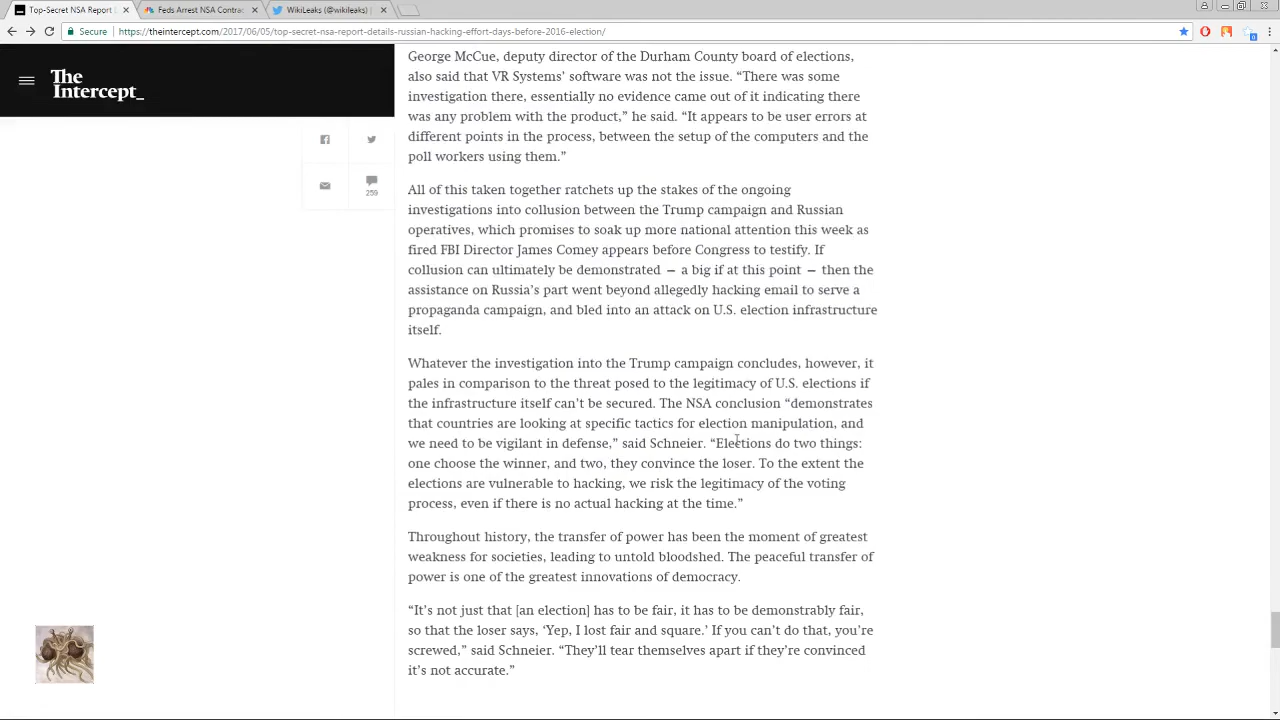 Top-Secret NSA Report D
Feds Arrest NSA Contrac
WikiLeaks (@wikileaks) |
Secure
https://theintercept.com/2017/06/05/top-secret-nsa-report-details-russian-hacking-effort-days-before-2016-election/
The
Intercept_
259
George McCue, deputy director of the Durham County board of elections,
also said that VR Systems’ software was not the issue. “There was some
investigation there, essentially no evidence came out of it indicating there
was any problem with the product,” he said. “It appears to be user errors at
different points in the process, between the setup of the computers and the
poll workers using them.”
All of this taken together ratchets up the stakes of the ongoing
investigations into collusion between the Trump campaign and Russian
operatives, which promises to soak up more national attention this week as
fired FBI Director James Comey appears before Congress to testify. If
collusion can ultimately be demonstrated — a big if at this point — then the
assistance on Russia’s part went beyond allegedly hacking email to serve a
propaganda campaign, and bled into an attack on U.S. election infrastructure
itself.
Whatever the investigation into the Trump campaign concludes, however, it
pales in comparison to the threat posed to the legitimacy of U.S. elections if
the infrastructure itself can’t be secured. The NSA conclusion “demonstrates
that countries are looking at specific tactics for election manipulation, and
we need to be vigilant in defense,” said Schneier. “Elections do two things:
one choose the winner, and two, they convince the loser. To the extent the
elections are vulnerable to hacking, we risk the legitimacy of the voting
process, even if there is no actual hacking at the time.”
Throughout history, the transfer of power has been the moment of greatest
weakness for societies, leading to untold bloodshed. The peaceful transfer of
power is one of the greatest innovations of democracy.
“It’s not just that [an election] has to be fair, it has to be demonstrably fair,
so that the loser says, ‘Yep, I lost fair and square.’ If you can’t do that, you’re
screwed,” said Schneier. “They’ll tear themselves apart if they’re convinced
it’s not accurate.”